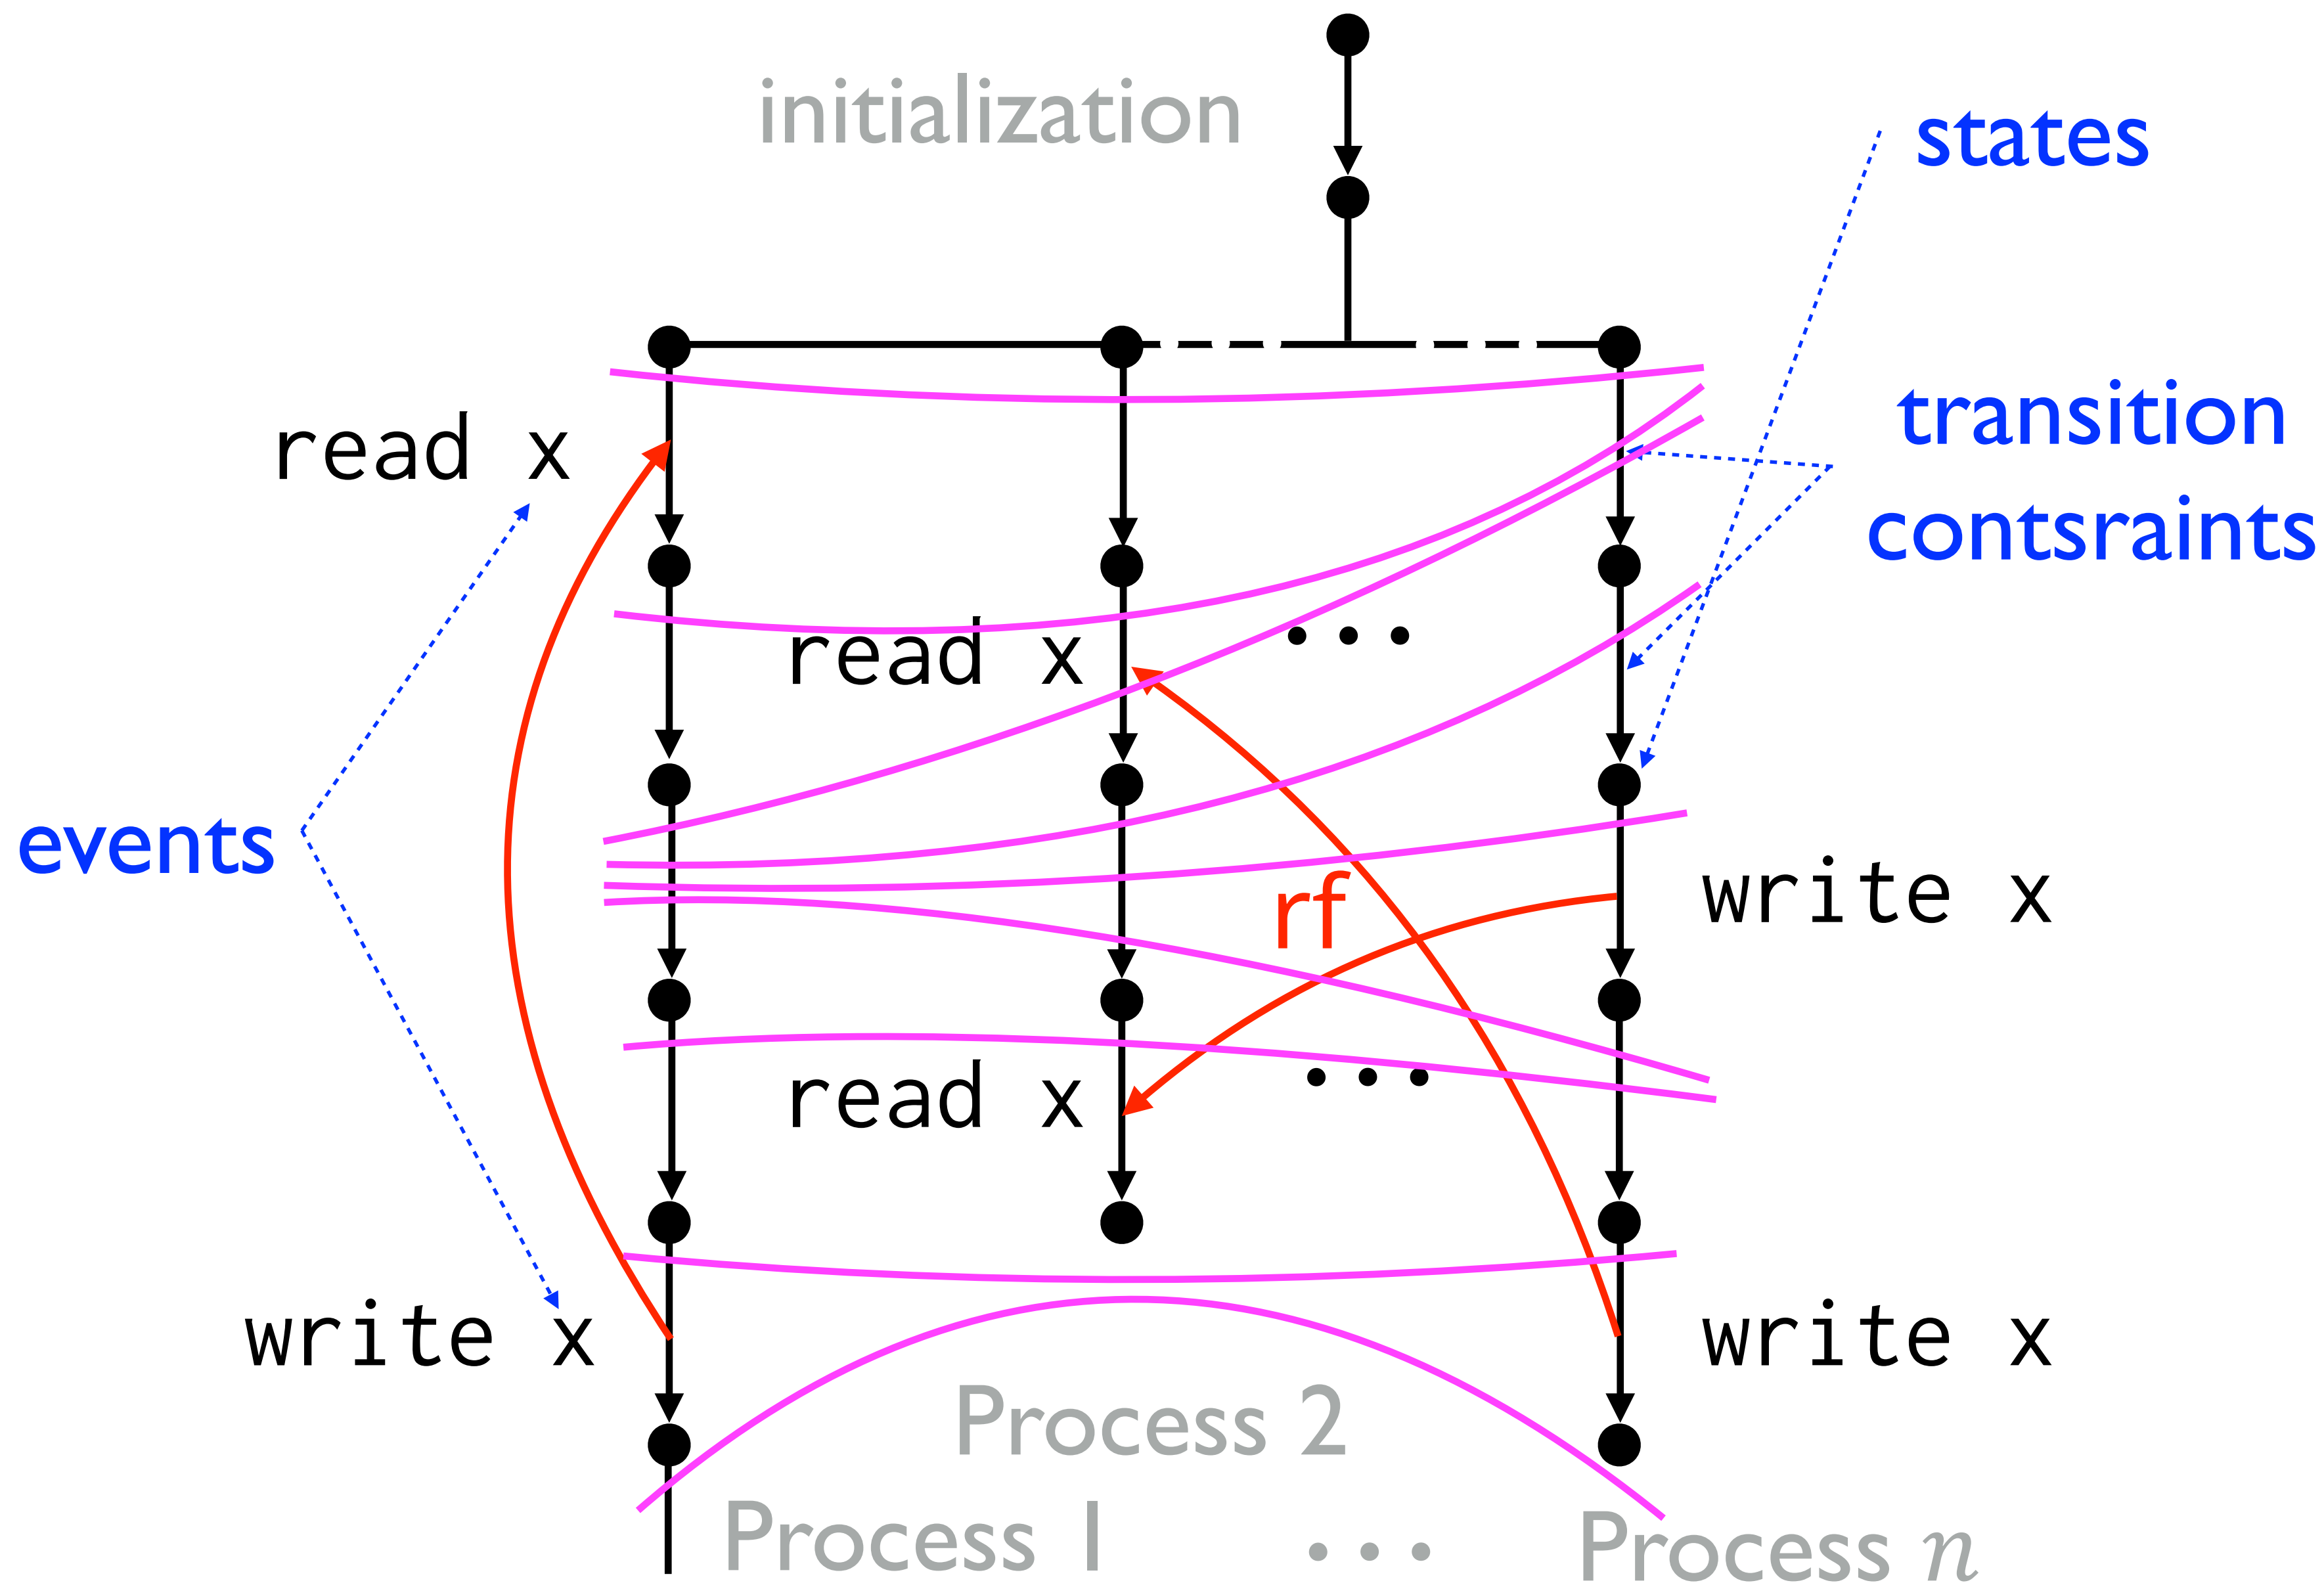 initialization
states
transition
contsraints
read x
read x
• • •
events
rf
write x
read x
• • •
write x
write x
Process 2
Process 1
• • •
Process n